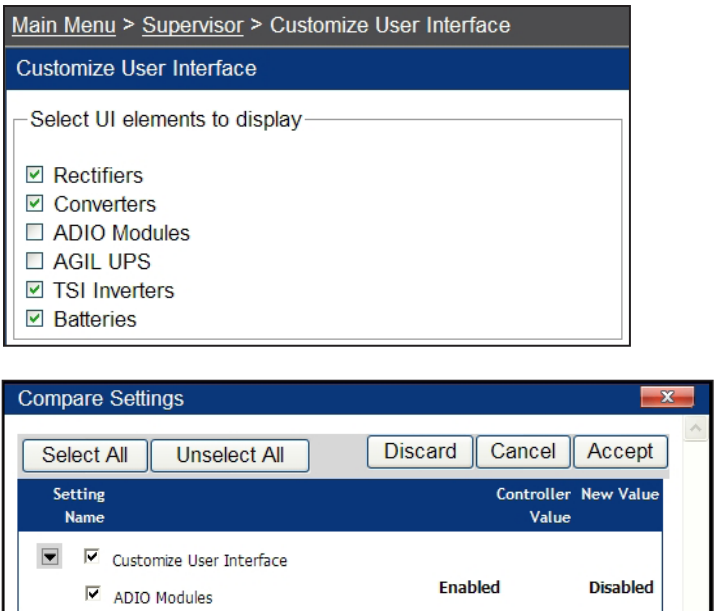 Main Menu > Supervisor > Customize User Interface
Customize User Interface
Select UI elements to display
Rectifiers
Converters
ADIO Modules
AGIL UPS
TSI Inverters
Batteries
Compare Settings
Select All Unselect All Discard Cancel Accept
Setting Name Controller Value New Value
Customize User Interface
ADIO Modules Enabled Disabled